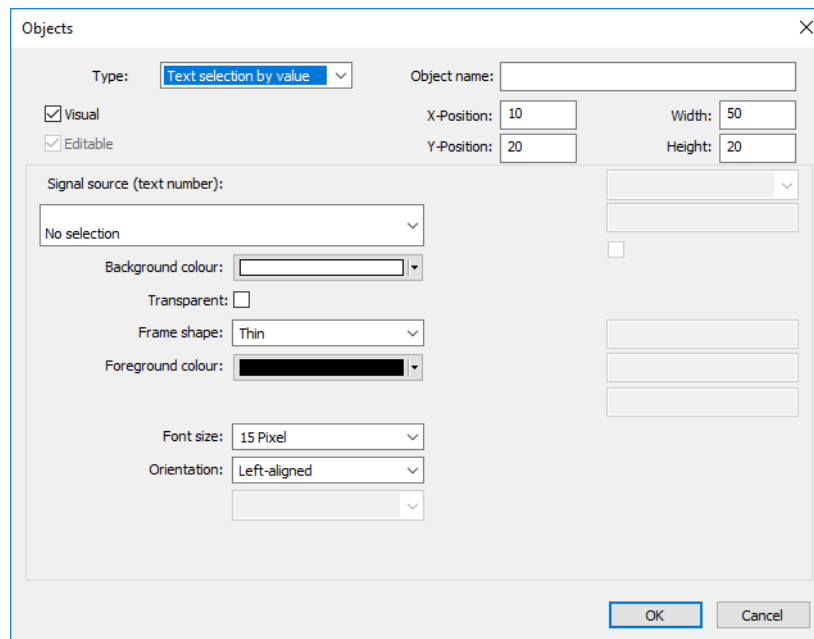 Objects
Type: Text selection by value Object name:
Visual X-Position: 10 Width: 50
Editable Y-Position: 20 Height: 20
Signal source (text number):
No selection
Background colour:
Transparent:
Frame shape: Thin
Foreground colour:
Font size: 15 Pixel
Orientation: Left-aligned
OK Cancel